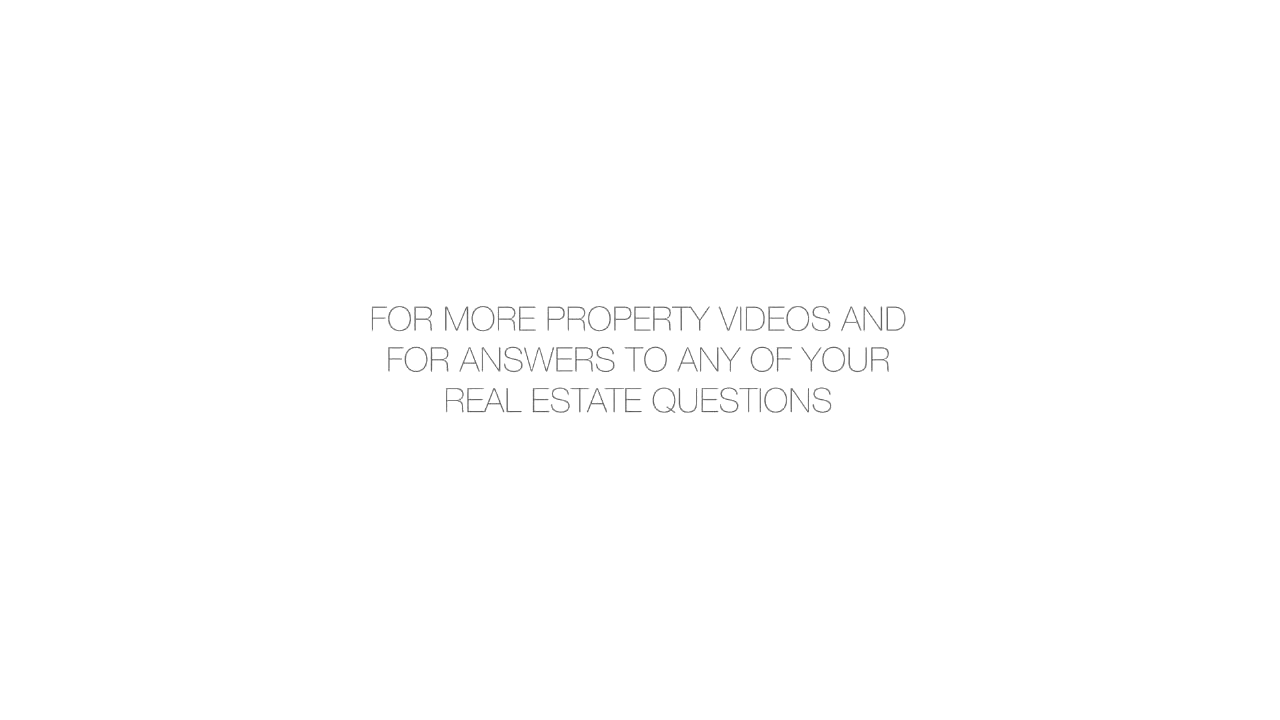 FOR MORE PROPERTY VIDEOS AND
FOR ANSWERS TO ANY OF YOUR
REAL ESTATE QUESTIONS